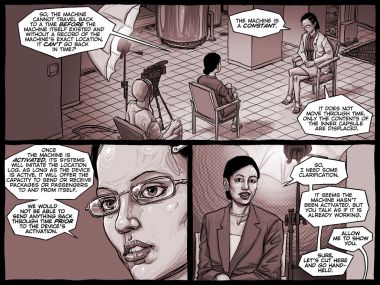 SO, THE MACHINE
CANNOT TRAVEL BACK
TO A TIME BEFORE THE
MACHINE ITSELF EXISTED AND
WITHOUT A RECORD OF THE
MACHINE'S EXACT LOCATION,
IT CAN'T GO BACK
IN TIME?
THE MACHINE IS
A CONSTANT.
IT DOES
NOT MOVE THROUGH TIME,
ONLY THE CONTENTS
OF THE INNER CAPSULE
ARE DISPLACED.
ONCE
THE MACHINE IS
ACTIVATED, ITS SYSTEMS
WILL INITIATE THE LOCATION
LOG. AS LONG AS THE DEVICE
IS ACTIVE, IT WILL OFFER THE
CAPACITY TO SEND OR RECEIVE
PACKAGES OR PASSENGERS
TO AND FROM ITSELF.
WE WOULD
NOT BE ABLE TO
SEND ANYTHING BACK
THROUGH TIME PRIOR
TO THE DEVICE'S
ACTIVATION.
SO,
I NEED SOME
CLARIFICATION.
IT SEEMS THE
MACHINE HASN'T
BEEN ACTIVATED, BUT
YOU TALK AS IF IT IS
ALREADY WORKING.
ALLOW
ME TO SHOW
YOU.
SURE,
LET'S CUT HERE
AND GO HAND-
HELD.